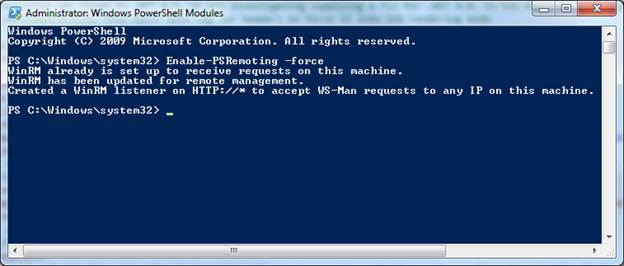 Administrator: Windows PowerShell Modules
Windows PowerShell
Copyright (C) 2009 Microsoft Corporation. All rights reserved.
PS C:\Windows\system32> Enable-PSRemoting -force
WinRM already is set up to receive requests on this machine.
WinRM has been updated for remote management.
Created a WinRM listener on HTTP://* to accept WS-Man requests to any IP on this machine.
PS C:\Windows\system32> _